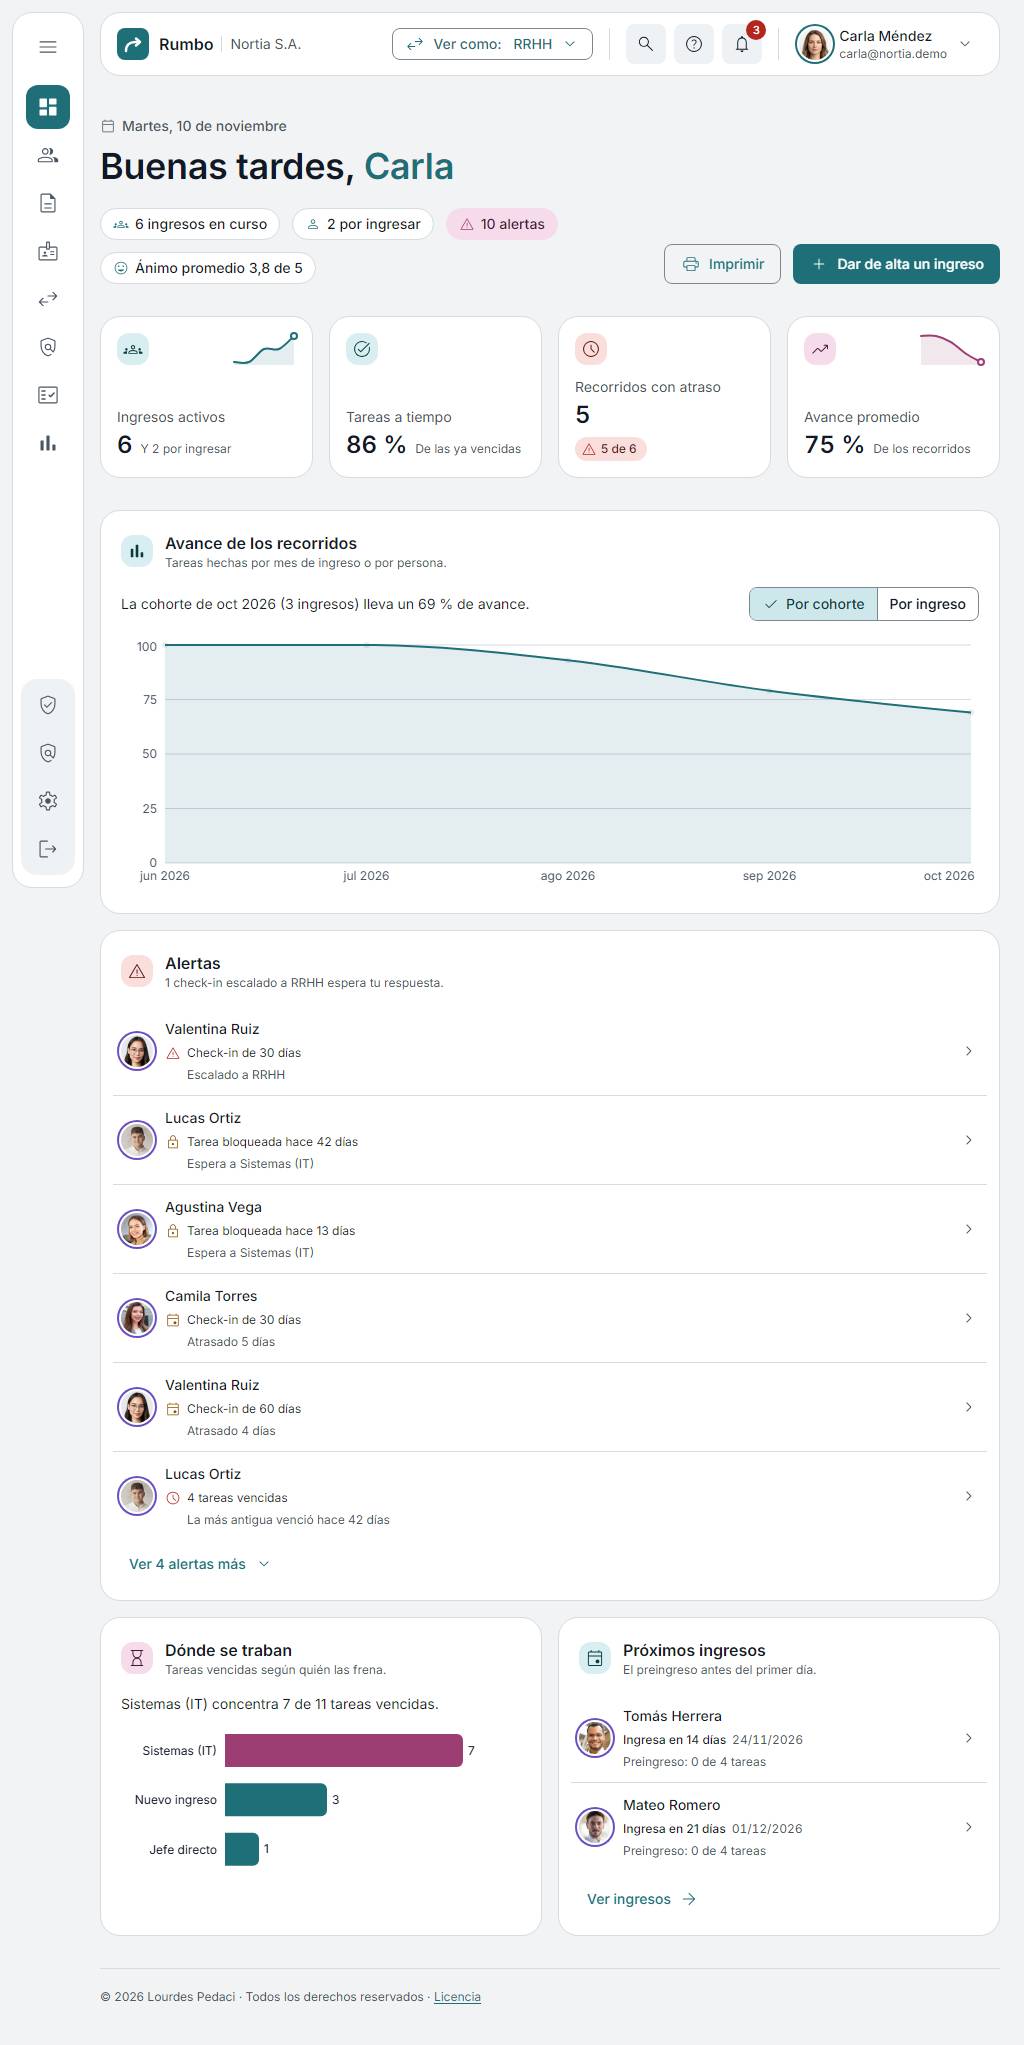 Rumbo
Nortia S.A.
Ver como: RRHH
3
Carla Méndez
carla@nortia.demo
Martes, 10 de noviembre
Buenas tardes, Carla
6 ingresos en curso
2 por ingresar
10 alertas
Ánimo promedio 3,8 de 5
Imprimir
Dar de alta un ingreso
Ingresos activos
6 Y 2 por ingresar
Tareas a tiempo
86 % De las ya vencidas
Recorridos con atraso
5
5 de 6
Avance promedio
75 % De los recorridos
Avance de los recorridos
Tareas hechas por mes de ingreso o por persona.
La cohorte de oct 2026 (3 ingresos) lleva un 69 % de avance.
Por cohorte
Por ingreso
100
75
50
25
0
jun 2026
jul 2026
ago 2026
sep 2026
oct 2026
Alertas
1 check-in escalado a RRHH espera tu respuesta.
Valentina Ruiz
Check-in de 30 días
Escalado a RRHH
Lucas Ortiz
Tarea bloqueada hace 42 días
Espera a Sistemas (IT)
Agustina Vega
Tarea bloqueada hace 13 días
Espera a Sistemas (IT)
Camila Torres
Check-in de 30 días
Atrasado 5 días
Valentina Ruiz
Check-in de 60 días
Atrasado 4 días
Lucas Ortiz
4 tareas vencidas
La más antigua venció hace 42 días
Ver 4 alertas más
Dónde se traban
Tareas vencidas según quién las frena.
Sistemas (IT) concentra 7 de 11 tareas vencidas.
Sistemas (IT) 7
Nuevo ingreso 3
Jefe directo 1
Próximos ingresos
El preingreso antes del primer día.
Tomás Herrera
Ingresa en 14 días 24/11/2026
Preingreso: 0 de 4 tareas
Mateo Romero
Ingresa en 21 días 01/12/2026
Preingreso: 0 de 4 tareas
Ver ingresos
© 2026 Lourdes Pedaci · Todos los derechos reservados · Licencia